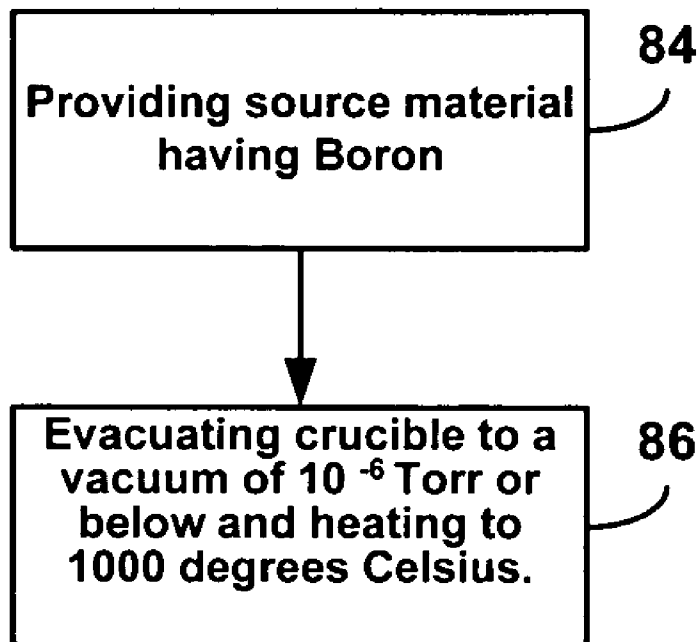 84
Providing source material
having Boron
86
Evacuating crucible to a
vacuum of 10 -6 Torr or
below and heating to
1000 degrees Celsius.